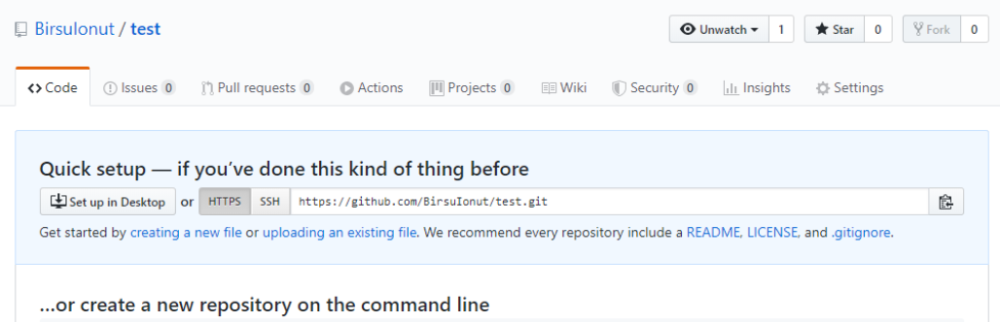 BirsuIonut / test
Unwatch 1 Star 0 Fork 0
Code Issues 0 Pull requests 0 Actions Projects 0 Wiki Security 0 Insights Settings
Quick setup — if you’ve done this kind of thing before
Set up in Desktop or HTTPS SSH https://github.com/BirsuIonut/test.git
Get started by creating a new file or uploading an existing file. We recommend every repository include a README, LICENSE, and .gitignore.
…or create a new repository on the command line